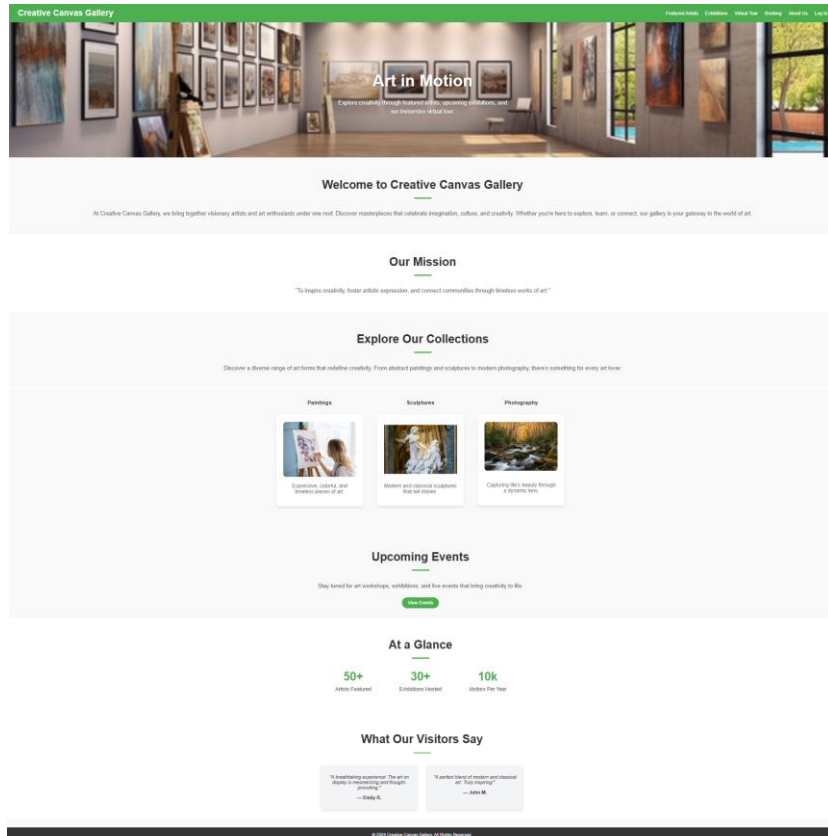 Creative Canvas Gallery
Featured Artists Exhibitions Virtual Tour Booking About Us Log In
Art in Motion
Explore creativity through featured artists, upcoming exhibitions, and
our immersive virtual tour
Welcome to Creative Canvas Gallery
At Creative Canvas Gallery, we bring together visionary artists and art enthusiasts under one roof. Discover masterpieces that celebrate imagination, culture, and creativity. Whether you're here to explore, learn, or connect, our gallery is your gateway to the world of art.
Our Mission
"To inspire creativity, foster artistic expression, and connect communities through timeless works of art."
Explore Our Collections
Discover a diverse range of art forms that redefine creativity. From abstract paintings and sculptures to modern photography, there's something for every art lover.
Paintings Sculptures Photography
Expressive, colorful, and
timeless pieces of art.
Modern and classical sculptures
that tell stories.
Capturing life's beauty through
a dynamic lens.
Upcoming Events
Stay tuned for art workshops, exhibitions, and live events that bring creativity to life.
View Events
At a Glance
50+ 30+ 10k
Artists Featured Exhibitions Hosted Visitors Per Year
What Our Visitors Say
"A breathtaking experience! The art on
display is mesmerizing and thought-
provoking."
— Emily R.
"A perfect blend of modern and classical
art. Truly inspiring!"
— John M.
© 2024 Creative Canvas Gallery. All Rights Reserved.